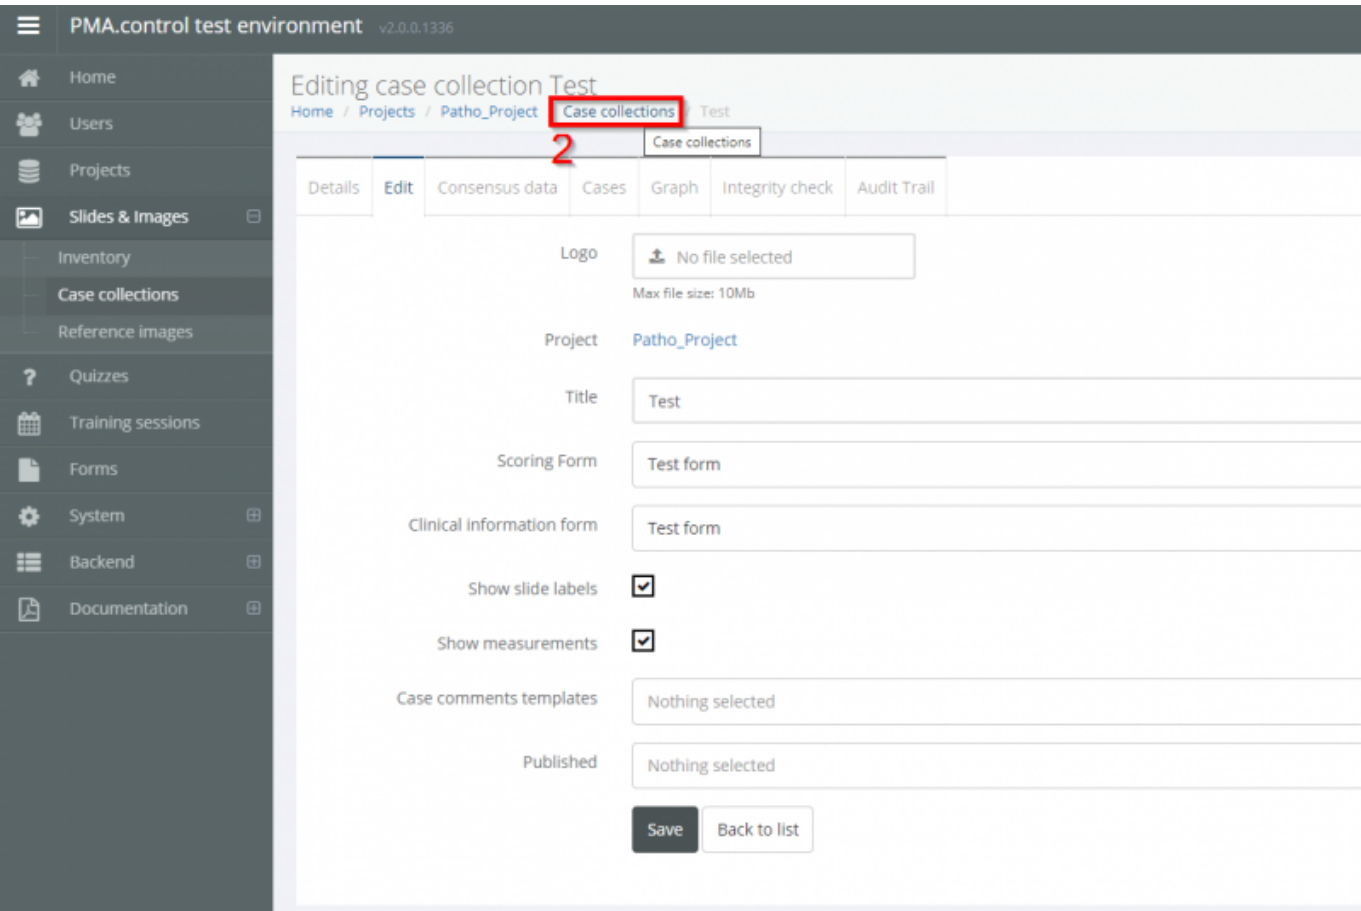 PMA.control test environment v2.0.0.1336
Home
Users
Projects
Slides & Images
Inventory
Case collections
Reference images
Quizzes
Training sessions
Forms
System
Backend
Documentation
Editing case collection Test
Home / Projects / Patho_Project Case collections / Test
2
Case collections
Details Edit Consensus data Cases Graph Integrity check Audit Trail
Logo No file selected
Max file size: 10Mb
Project Patho_Project
Title Test
Scoring Form Test form
Clinical information form Test form
Show slide labels
Show measurements
Case comments templates Nothing selected
Published Nothing selected
Save Back to list